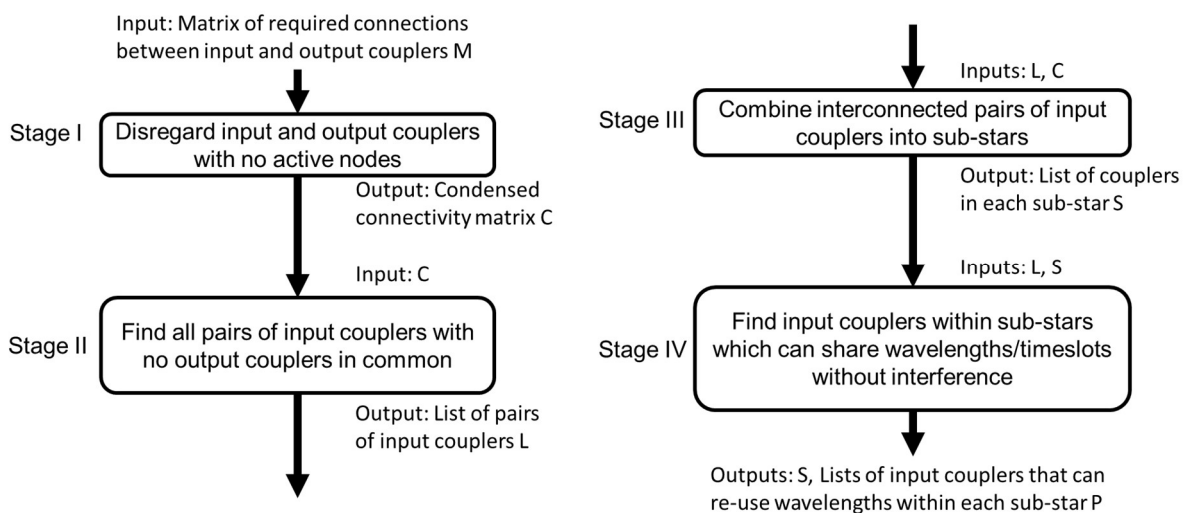 Input: Matrix of required connections
between input and output couplers M
Stage I
Disregard input and output couplers
with no active nodes
Output: Condensed
connectivity matrix C
Input: C
Stage II
Find all pairs of input couplers with
no output couplers in common
Output: List of pairs
of input couplers L
Inputs: L, C
Stage III
Combine interconnected pairs of input
couplers into sub-stars
Output: List of couplers
in each sub-star S
Inputs: L, S
Stage IV
Find input couplers within sub-stars
which can share wavelengths/timeslots
without interference
Outputs: S, Lists of input couplers that can
re-use wavelengths within each sub-star P